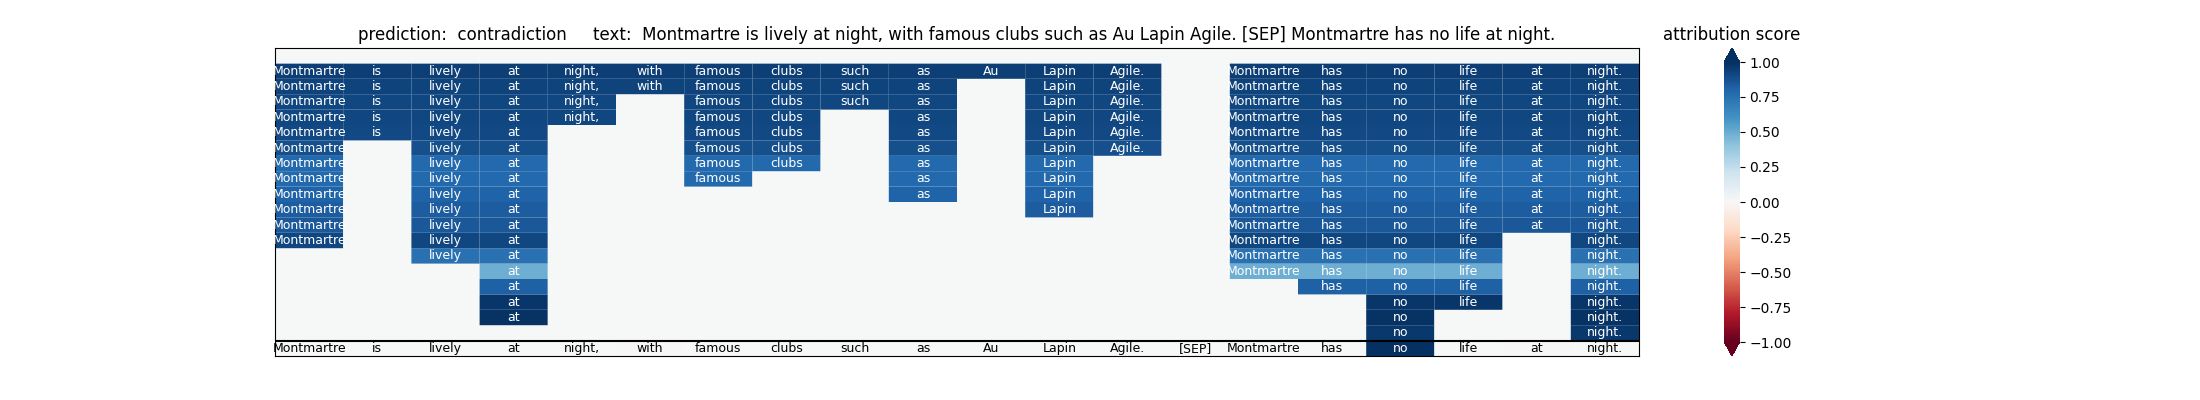 prediction:  contradiction     text:  Montmartre is lively at night, with famous clubs such as Au Lapin Agile. [SEP] Montmartre has no life at night.
Montmartre is lively at night, with famous clubs such as Au Lapin Agile. Montmartre has no life at night.
Montmartre is lively at night, with famous clubs such as Lapin Agile. Montmartre has no life at night.
Montmartre is lively at night, famous clubs such as Lapin Agile. Montmartre has no life at night.
Montmartre is lively at night, famous clubs as Lapin Agile. Montmartre has no life at night.
Montmartre is lively at famous clubs as Lapin Agile. Montmartre has no life at night.
Montmartre lively at famous clubs as Lapin Agile. Montmartre has no life at night.
Montmartre lively at famous clubs as Lapin Montmartre has no life at night.
Montmartre lively at famous as Lapin Montmartre has no life at night.
Montmartre lively at as Lapin Montmartre has no life at night.
Montmartre lively at Lapin Montmartre has no life at night.
Montmartre lively at Montmartre has no life at night.
Montmartre lively at Montmartre has no life night.
lively at Montmartre has no life night.
at Montmartre has no life night.
at has no life night.
at no life night.
at no night.
no night.
Montmartre is lively at night, with famous clubs such as Au Lapin Agile. [SEP] Montmartre has no life at night.
attribution score
1.00
0.75
0.50
0.25
0.00
−0.25
−0.50
−0.75
−1.00